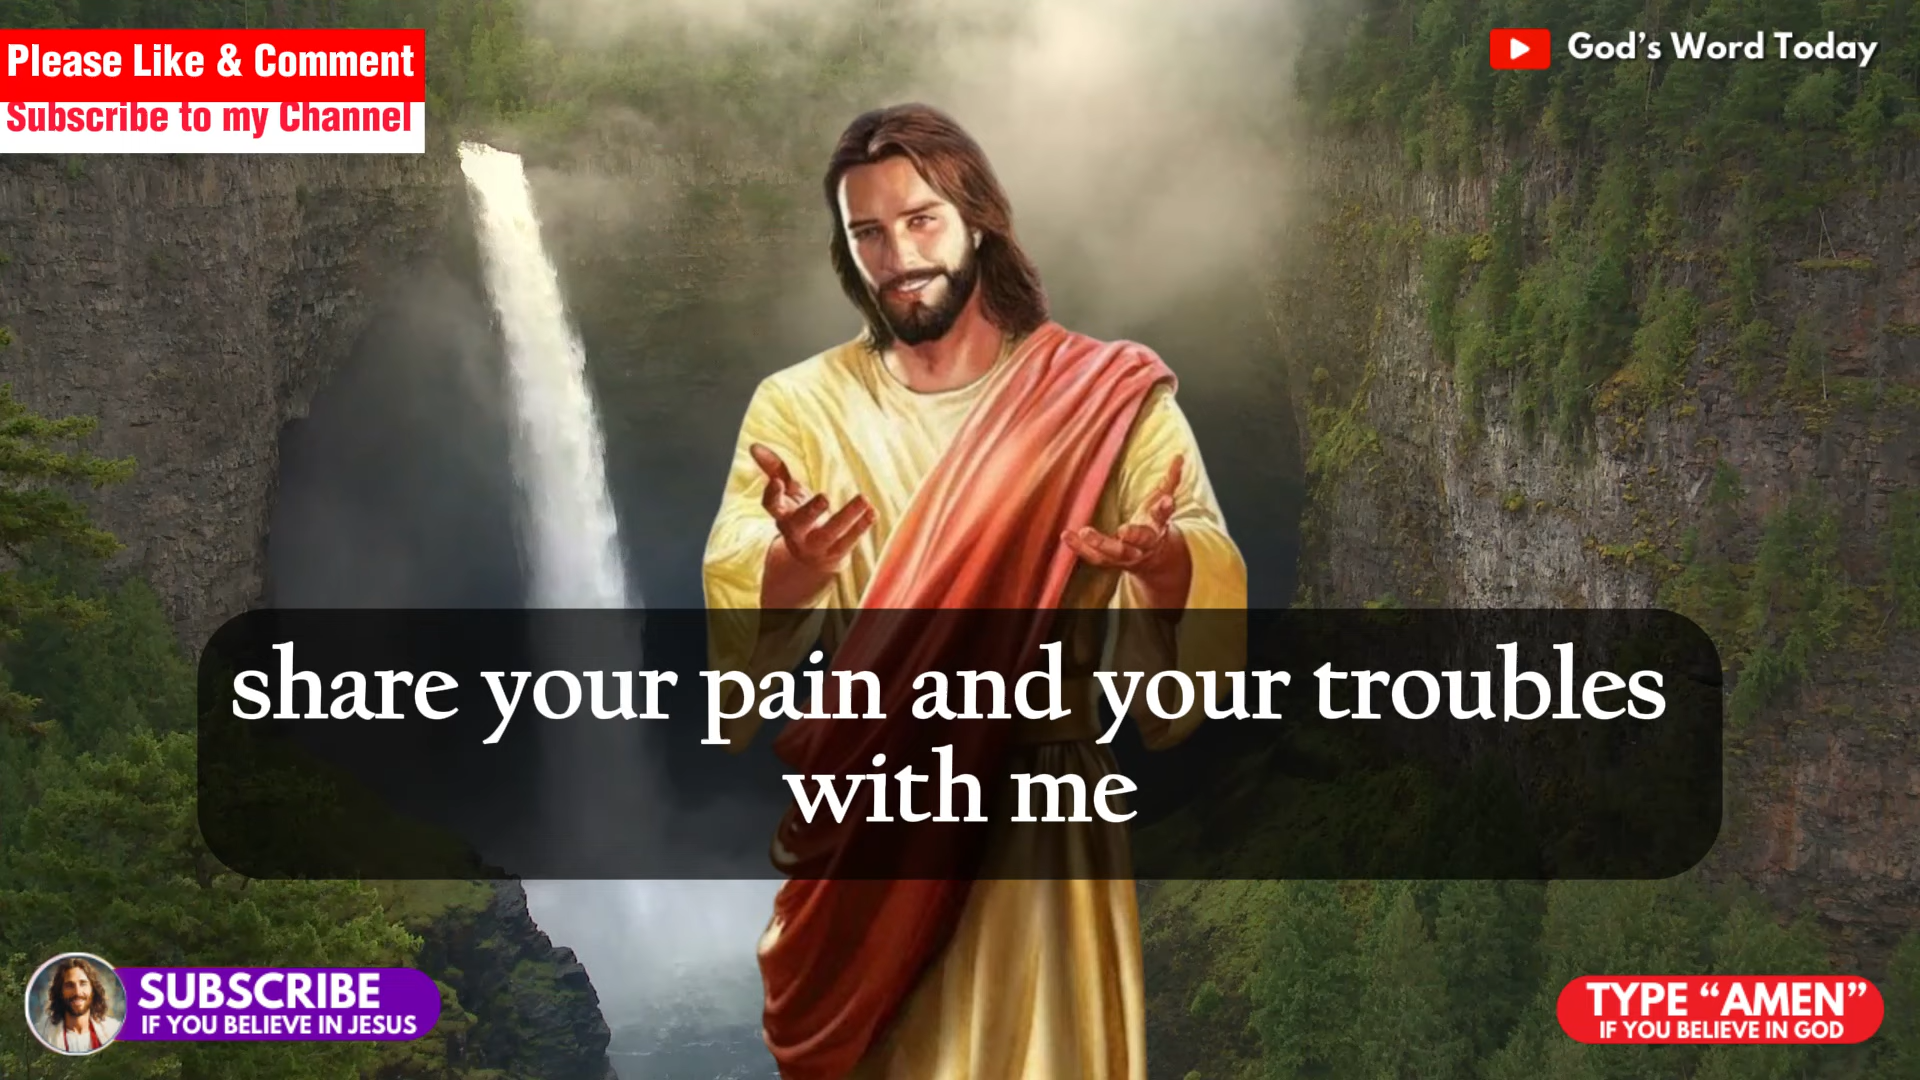 Please Like & Comment
Subscribe to my Channel
God's Word Today
share your pain and your troubles
with me
SUBSCRIBE
IF YOU BELIEVE IN JESUS
TYPE “AMEN”
IF YOU BELIEVE IN GOD